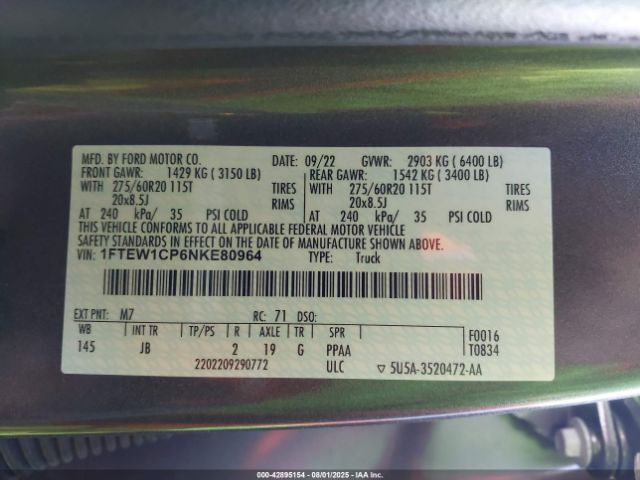 MFD. BY FORD MOTOR CO. DATE: 09/22 GVWR: 2903 KG ( 6400 LB)
FRONT GAWR: 1429 KG ( 3150 LB) REAR GAWR: 1542 KG ( 3400 LB)
WITH 275/60R20 115T TIRES WITH 275/60R20 115T TIRES
20x8.5J RIMS 20x8.5J RIMS
AT 240 kPa/ 35 PSI COLD AT 240 kPa/ 35 PSI COLD
THIS VEHICLE CONFORMS TO ALL APPLICABLE FEDERAL MOTOR VEHICLE
SAFETY STANDARDS IN EFFECT ON THE DATE OF MANUFACTURE SHOWN ABOVE.
VIN: 1FTEW1CP6NKE80964 TYPE: Truck
EXT PNT: M7 RC: 71 DSO:
WB INT TR TP/PS R AXLE TR SPR F0016
145 JB 2 19 G PPAA T0834
2202209290772 ULC ▽ 5U5A-3520472-AA
000-42895154 - 08/01/2025 - IAA Inc.